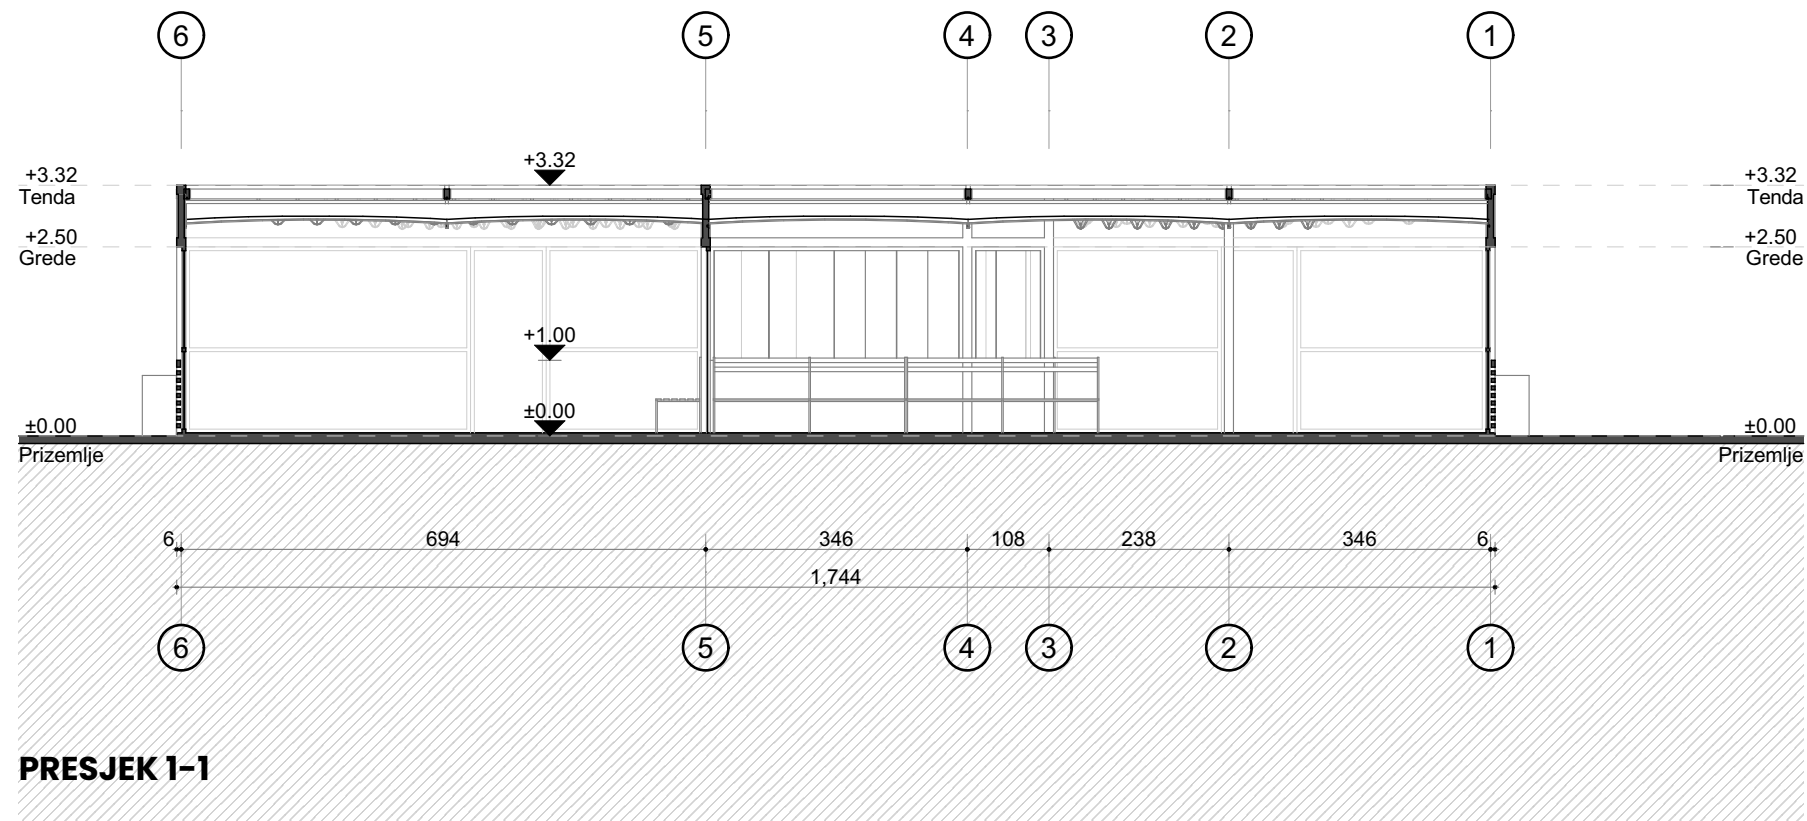 6 5 4 3 2 1
+3.32
+3.32 +3.32
Tenda Tenda
+2.50 +2.50
Grede Grede
+1.00
±0.00
±0.00 ±0.00
Prizemlje Prizemlje
6 694 346 108 238 346 6
1,744
6 5 4 3 2 1
PRESJEK 1-1